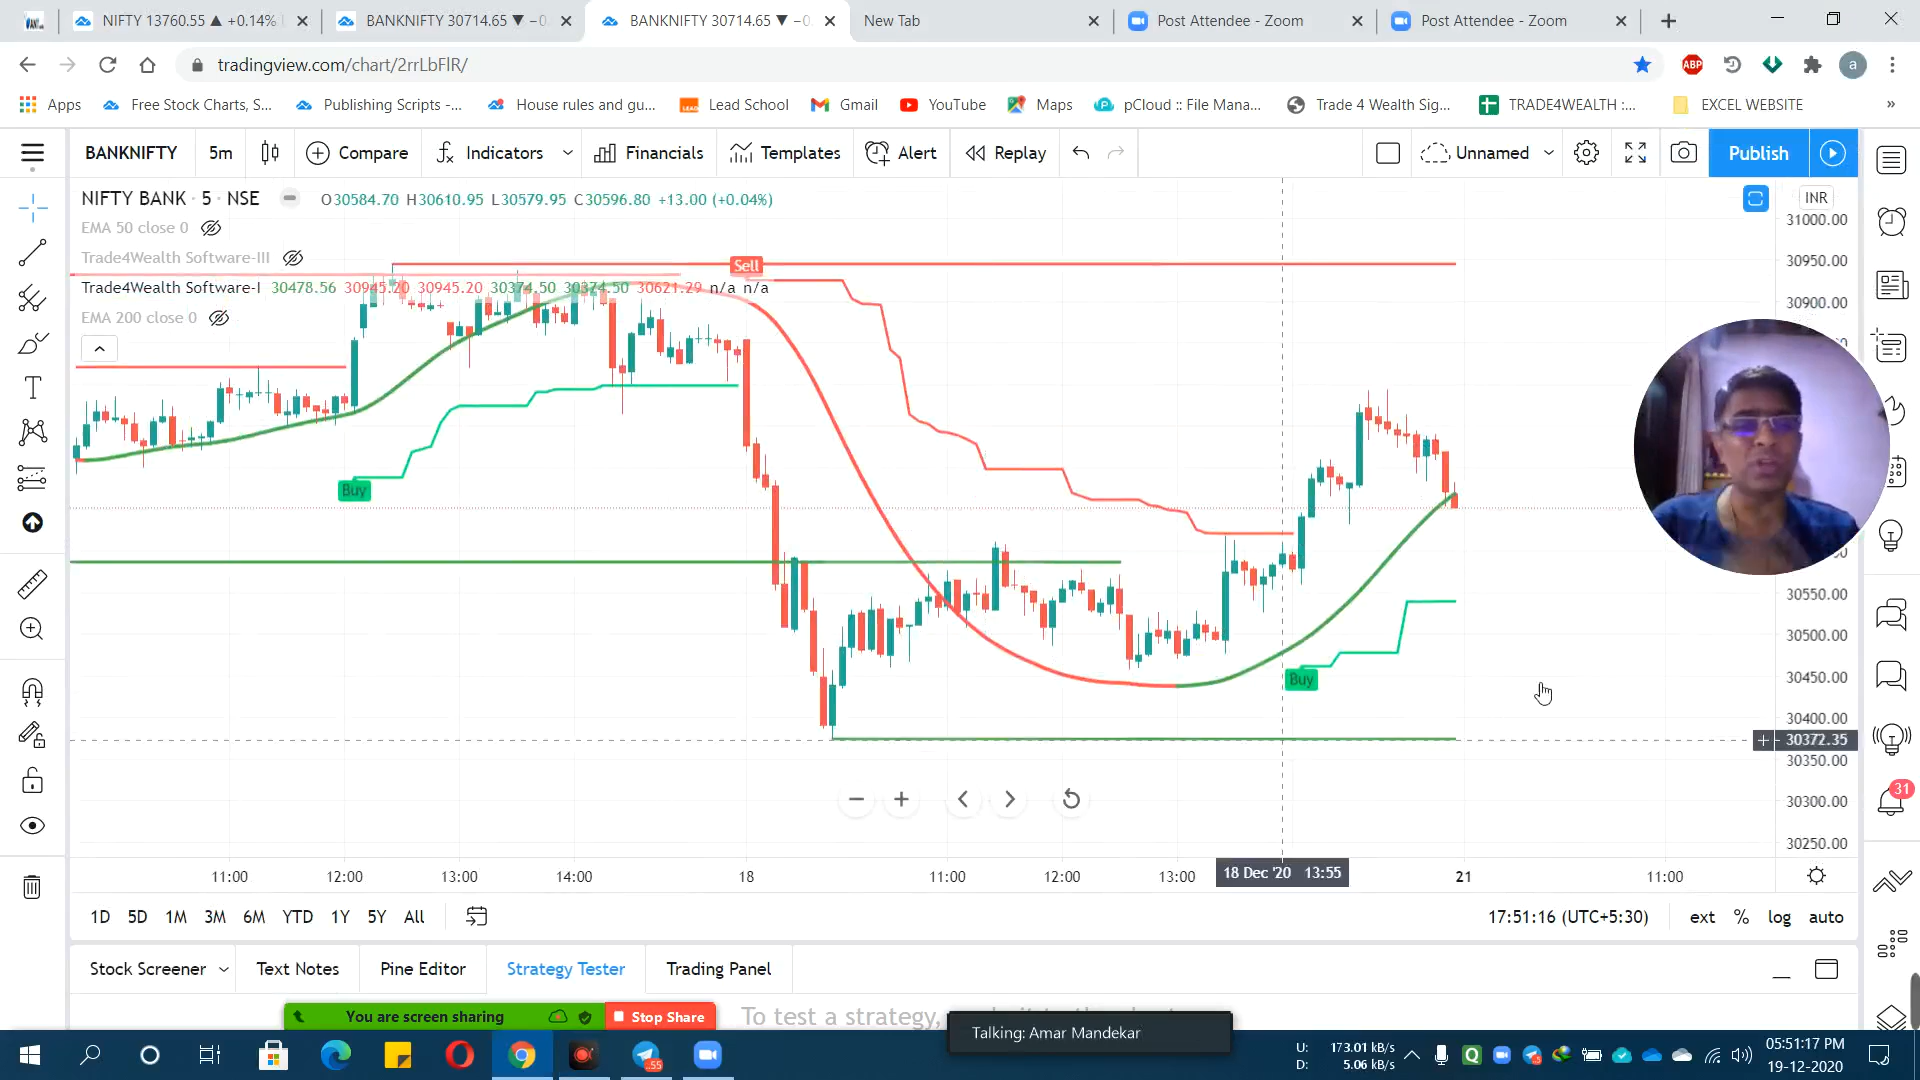 NIFTY 13760.55 ▲ +0.14%
BANKNIFTY 30714.65 ▼ −0
BANKNIFTY 30714.65 ▼ −0
New Tab
Post Attendee - Zoom
Post Attendee - Zoom
tradingview.com/chart/2rrLbFlR/
ABP
a
Apps
Free Stock Charts, S...
Publishing Scripts -...
House rules and gu...
Lead School
Gmail
YouTube
Maps
pCloud :: File Mana...
Trade 4 Wealth Sig...
TRADE4WEALTH :...
EXCEL WEBSITE
»
BANKNIFTY
5m
Compare
Indicators
Financials
Templates
Alert
Replay
Unnamed
Publish
NIFTY BANK · 5 · NSE
O30584.70 H30610.95 L30579.95 C30596.80 +13.00 (+0.04%)
INR
EMA 50 close 0
Trade4Wealth Software-III
Trade4Wealth Software-I 30478.56 30945.20 30945.20 30374.50 30374.50 30621.29 n/a n/a
EMA 200 close 0
Sell
Buy
Buy
31000.00
30950.00
30900.00
30550.00
30500.00
30450.00
30400.00
30372.35
30350.00
30300.00
30250.00
31
11:00
12:00
13:00
14:00
18
11:00
12:00
13:00
18 Dec '20 13:55
21
11:00
1D 5D 1M 3M 6M YTD 1Y 5Y All
17:51:16 (UTC+5:30)
ext % log auto
Stock Screener
Text Notes
Pine Editor
Strategy Tester
Trading Panel
You are screen sharing
Stop Share
To test a strategy,
Talking: Amar Mandekar
55
U: 173.01 kB/s
D: 5.06 kB/s
05:51:17 PM
19-12-2020